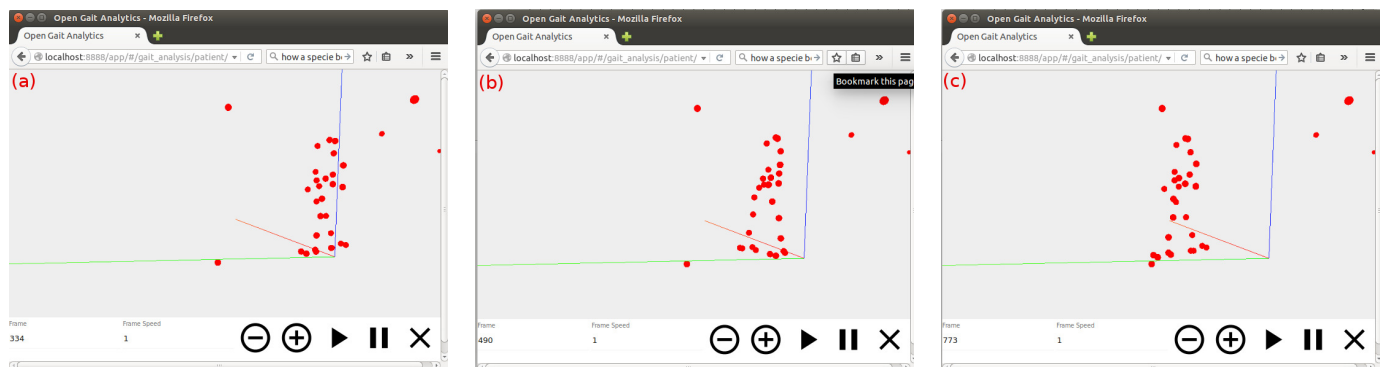 Open Gait Analytics - Mozilla Firefox
Open Gait Analytics
localhost:8888/app/#/gait_analysis/patient/
how a specie b
(a)
Frame
Frame Speed
334
1
Open Gait Analytics - Mozilla Firefox
Open Gait Analytics
localhost:8888/app/#/gait_analysis/patient/
how a specie b
Bookmark this pag
(b)
Frame
Frame Speed
490
1
Open Gait Analytics - Mozilla Firefox
Open Gait Analytics
localhost:8888/app/#/gait_analysis/patient/
how a specie b
(c)
Frame
Frame Speed
773
1